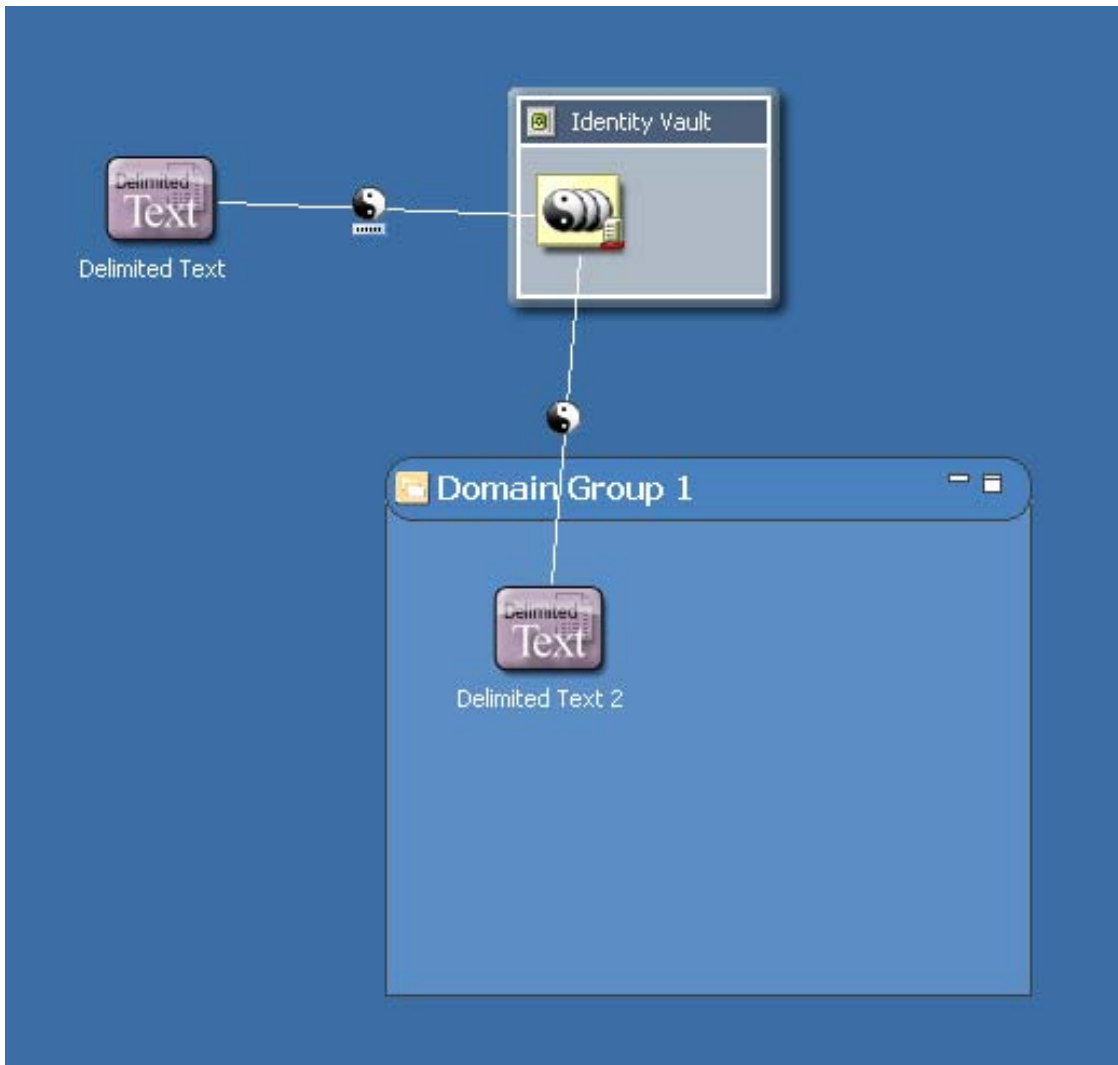 Identity Vault
Delimited
Text
Delimited Text
Domain Group 1
Delimited
Text
Delimited Text 2